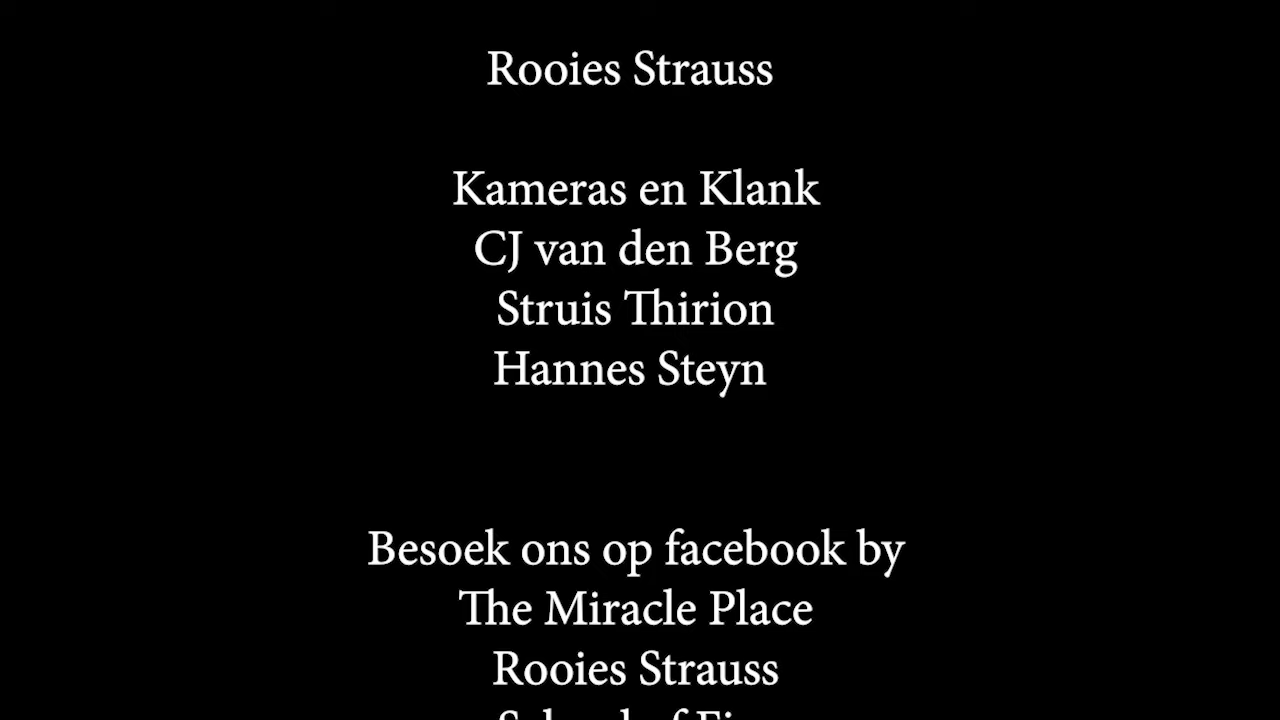 Rooies Strauss
Kameras en Klank
CJ van den Berg
Struis Thirion
Hannes Steyn
Besoek ons op facebook by
The Miracle Place
Rooies Strauss